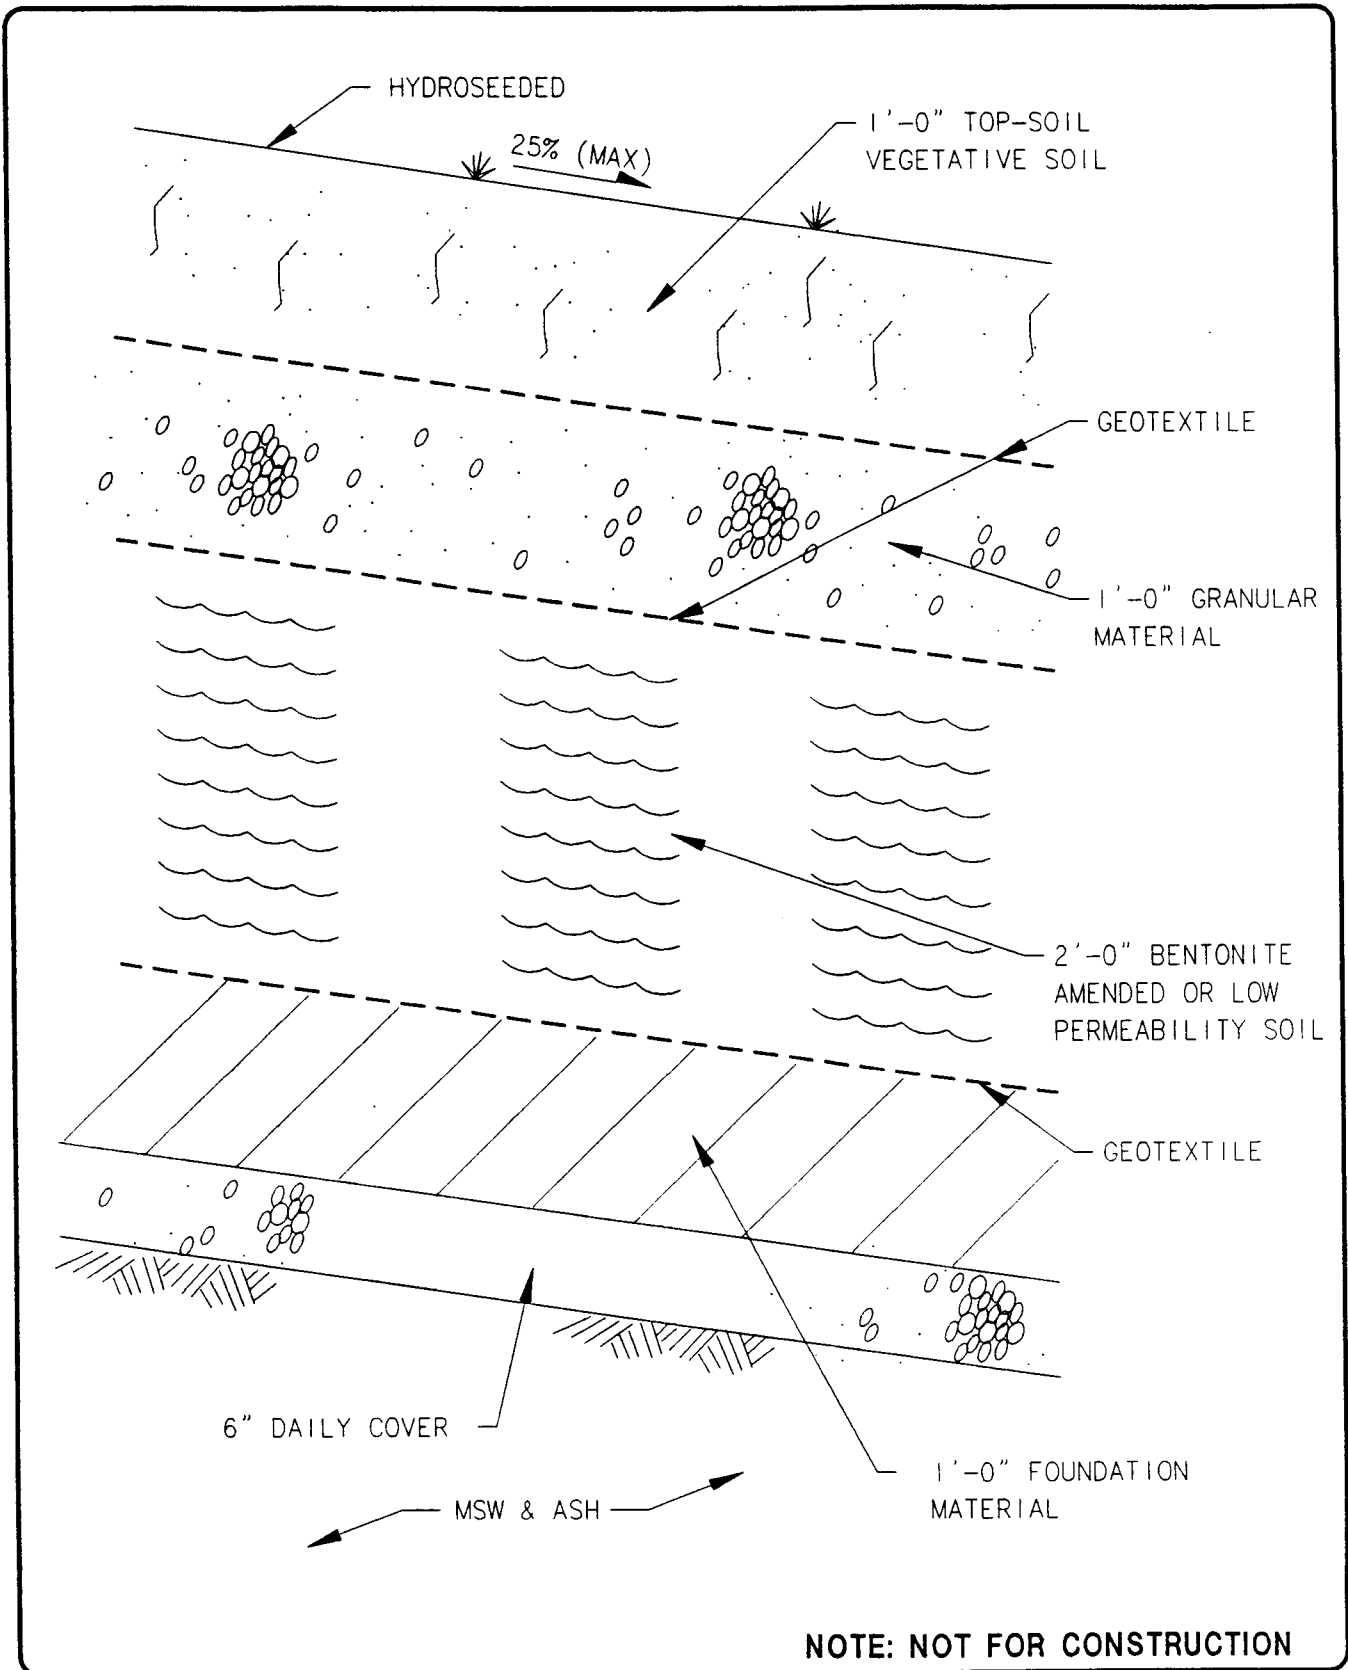 HYDROSEEDED
25% (MAX)
1'-0" TOP-SOIL
VEGETATIVE SOIL
GEOTEXTILE
1'-0" GRANULAR
MATERIAL
2'-0" BENTONITE
AMENDED OR LOW
PERMEABILITY SOIL
GEOTEXTILE
6" DAILY COVER
1'-0" FOUNDATION
MATERIAL
MSW & ASH
NOTE: NOT FOR CONSTRUCTION